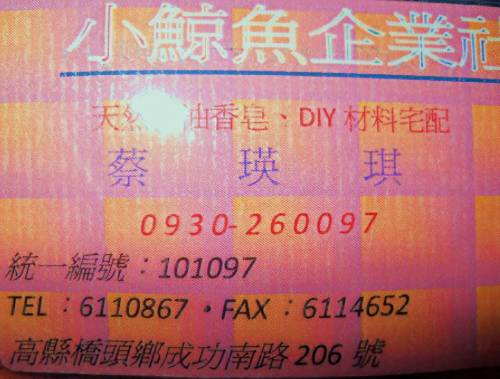 小鯨魚企業社
天然 油香皂、DIY 材料宅配
蔡 瑛 琪
0930-260097
統一編號：101097
TEL：6110867•FAX：6114652
高縣橋頭鄉成功南路 206 號